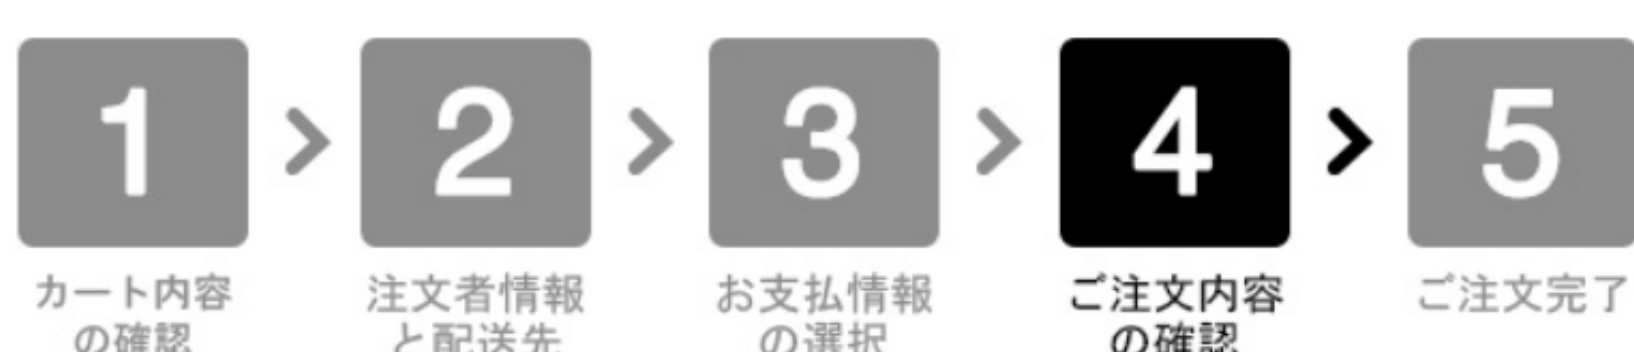 1 > 2 > 3 > 4 > 5
カート内容 注文者情報 お支払情報 ご注文内容 ご注文完了
の確認 と配送先 の選択 の確認